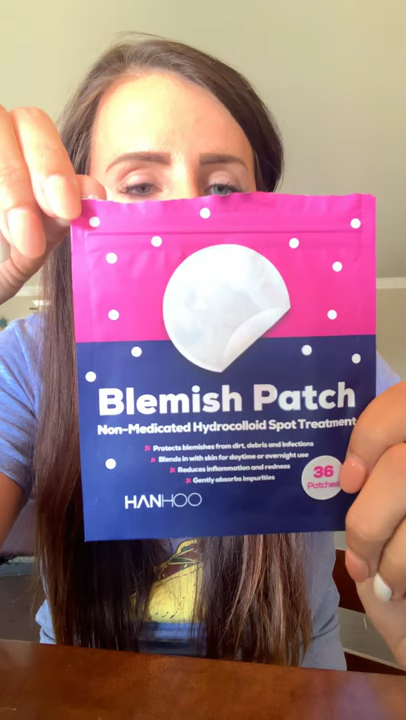 Blemish Patch
Non-Medicated Hydrocolloid Spot Treatment
Protects blemishes from dirt, debris and infections
Blends in with skin for daytime or overnight use
Reduces inflammation and redness
Gently absorbs impurities
36
Patches
HANHOO